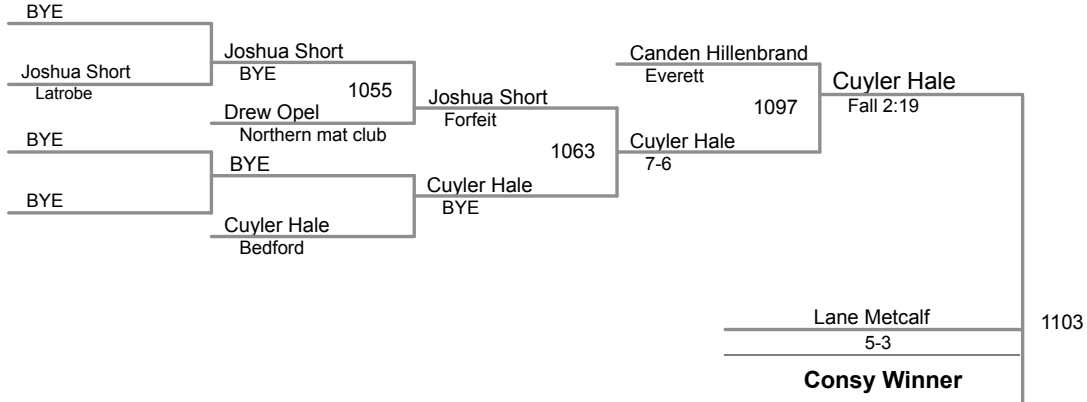 BYE
Joshua Short
Latrobe
BYE
BYE
Joshua Short
BYE
1055
Drew Opel
Northern mat club
BYE
Cuyler Hale
Bedford
Joshua Short
Forfeit
1063
Cuyler Hale
BYE
Canden Hillenbrand
Everett
1097
Cuyler Hale
7-6
Cuyler Hale
Fall 2:19
Lane Metcalf
1103
5-3
Consy Winner